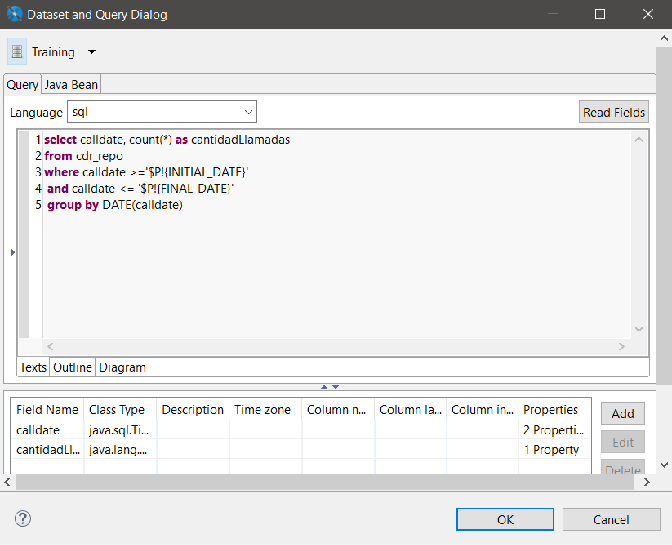 Dataset and Query Dialog
Training
Query Java Bean
Language sql Read Fields
1 select calldate, count(*) as cantidadLlamadas
2 from cdr_repo
3 where calldate >='$P!{INITIAL_DATE}'
4 and calldate <= '$P!{FINAL_DATE}'
5 group by DATE(calldate)
Texts Outline Diagram
Field Name Class Type Description Time zone Column n... Column la... Column in... Properties
Add
calldate java.sql.Ti... 2 Properti...
Edit
cantidadLl... java.lang.... 1 Property
Delete
OK Cancel